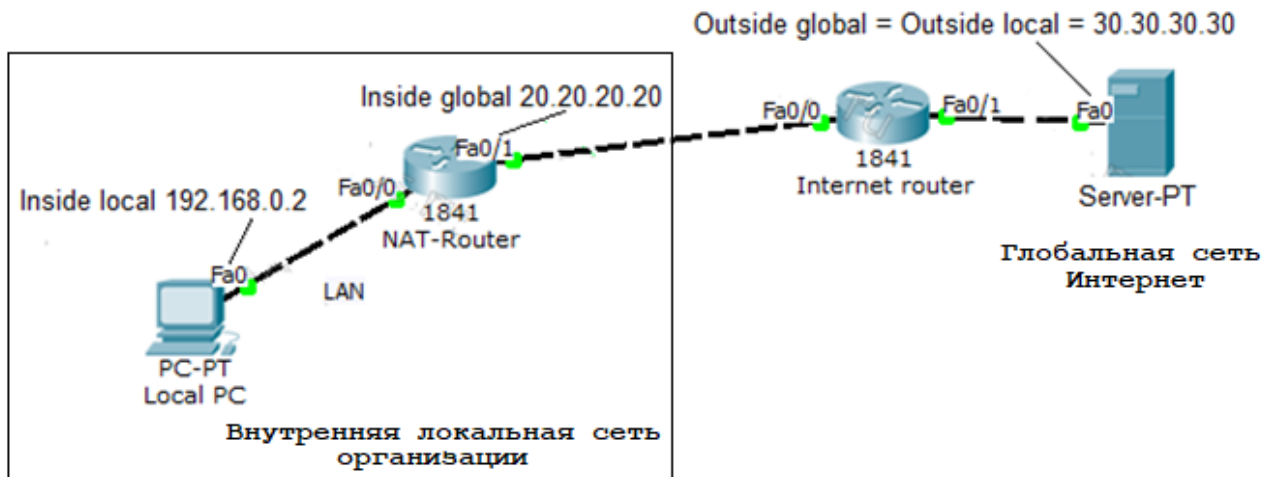 Outside global = Outside local = 30.30.30.30
Inside global 20.20.20.20
Fa0/0
Fa0/1
Fa0
Fa0/1
1841
Internet router
Server-PT
Fa0/0
1841
NAT-Router
Inside local 192.168.0.2
Глобальная сеть
Интернет
Fa0
LAN
PC-PT
Local PC
Внутренняя локальная сеть
организации